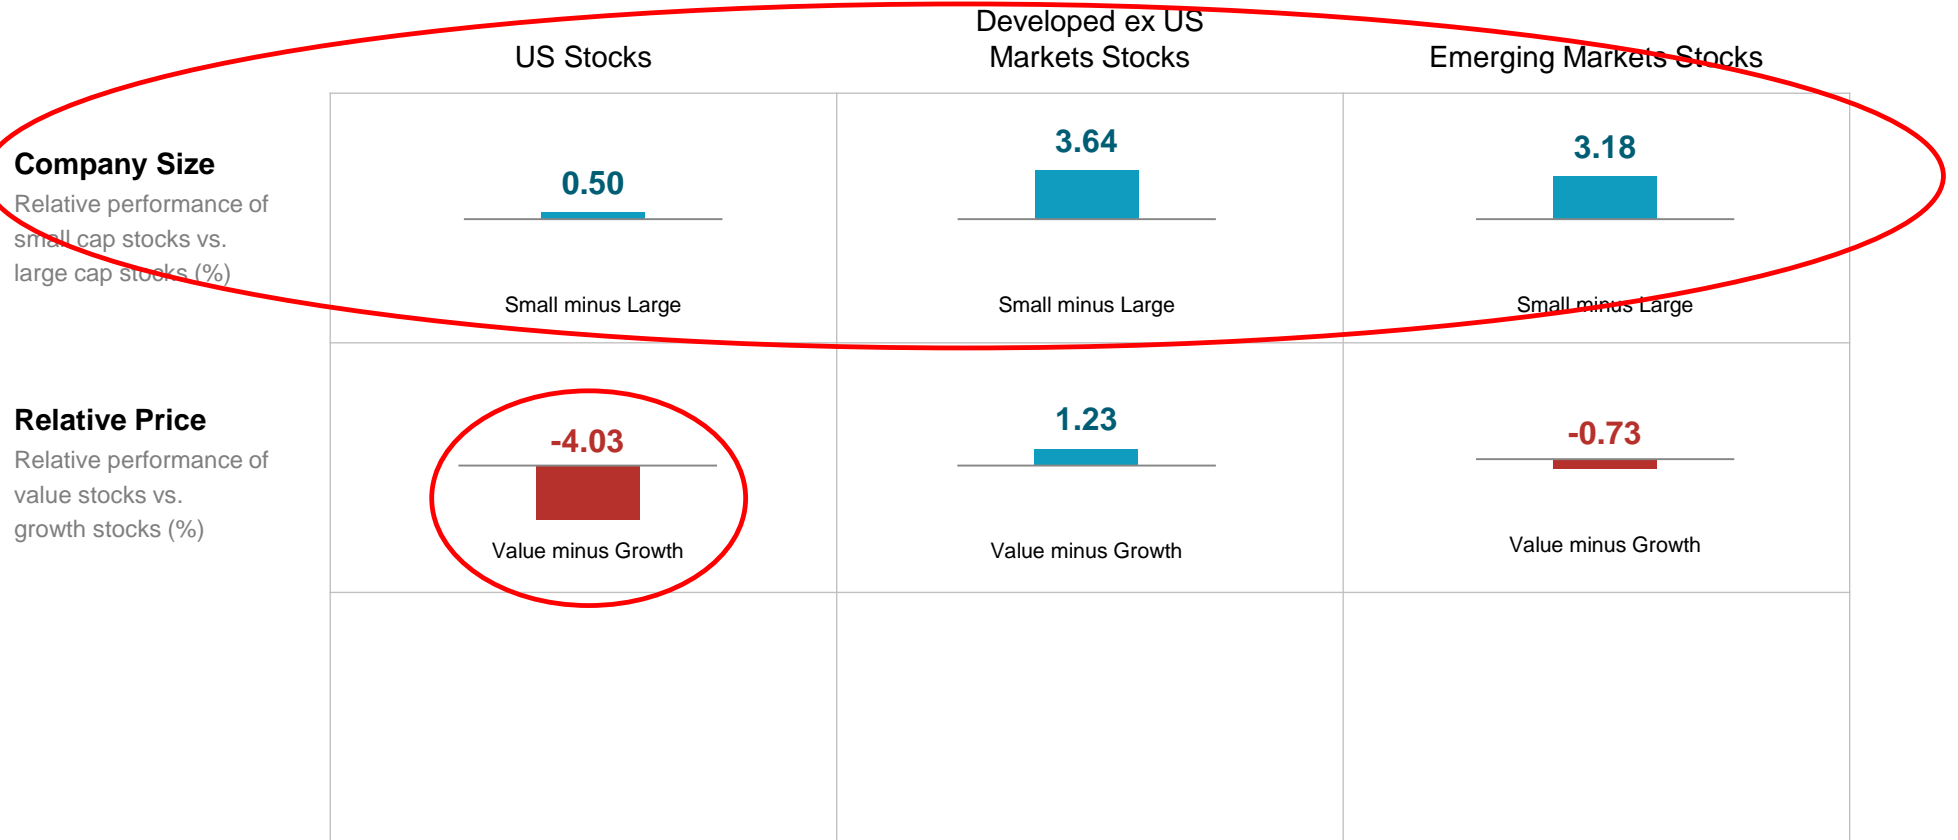 US Stocks
Developed ex US
Markets Stocks
Emerging Markets Stocks
Company Size
Relative performance of
small cap stocks vs.
large cap stocks (%)
0.50
Small minus Large
3.64
Small minus Large
3.18
Small minus Large
Relative Price
Relative performance of
value stocks vs.
growth stocks (%)
-4.03
Value minus Growth
1.23
Value minus Growth
-0.73
Value minus Growth